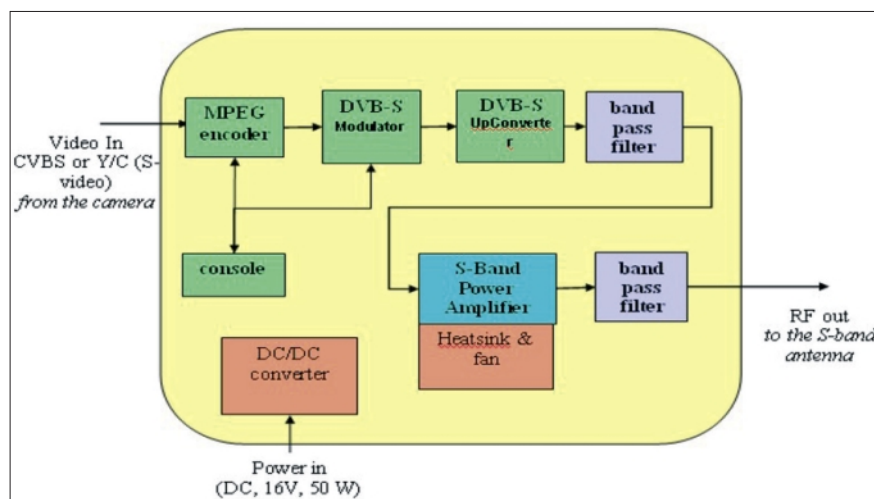 MPEG
encoder
DVB-S
Modulator
DVB-S
UpConverte
r
band
pass
filter
Video In
CVBS or Y/C (S-
video)
from the camera
console
S-Band
Power
Amplifier
band
pass
filter
Heatsink &
fan
RF out
to the S-band
antenna
DC/DC
converter
Power in
(DC, 16V, 50 W)